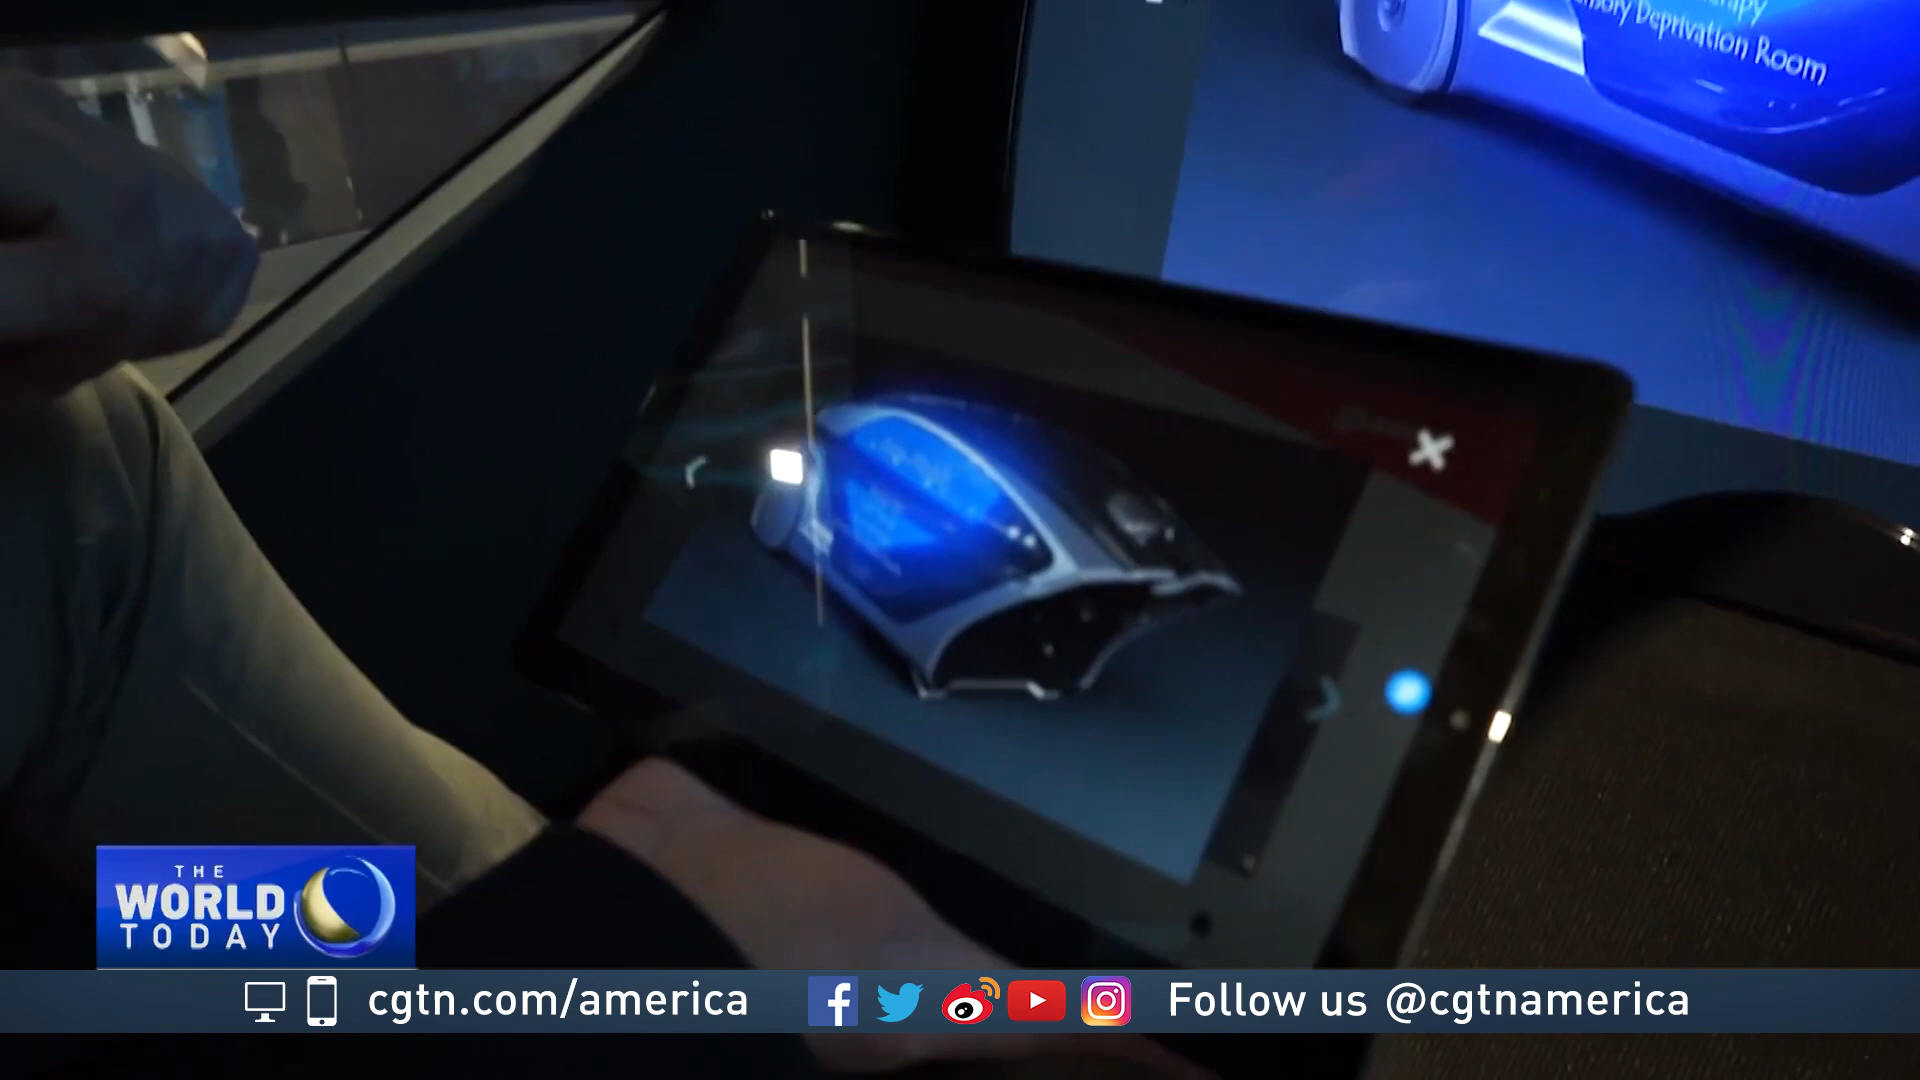 Deprivation Room
THE
WORLD
TODAY
cgtn.com/america
Follow us @cgtnamerica